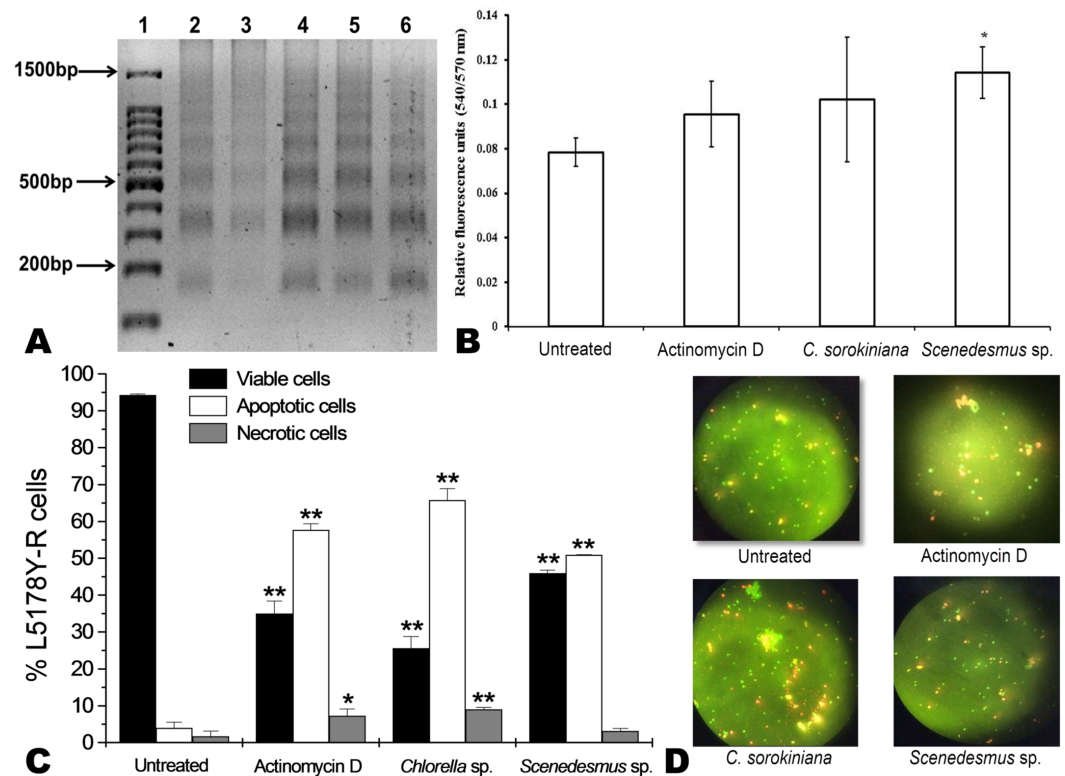 1 2 3 4 5 6
1500bp
500bp
200bp
A
Relative fluorescence units (540/570 nm)
0.14
0.12
0.1
0.08
0.06
0.04
0.02
0
*
Untreated Actinomycin D C. sorokiniana Scenedesmus sp.
B
% L5178Y-R cells
100
90
80
70
60
50
40
30
20
10
0
Viable cells
Apoptotic cells
Necrotic cells
** ** *
** ** **
** **
Untreated Actinomycin D Chlorella sp. Scenedesmus sp.
C
Untreated Actinomycin D
C. sorokiniana Scenedesmus sp.
D